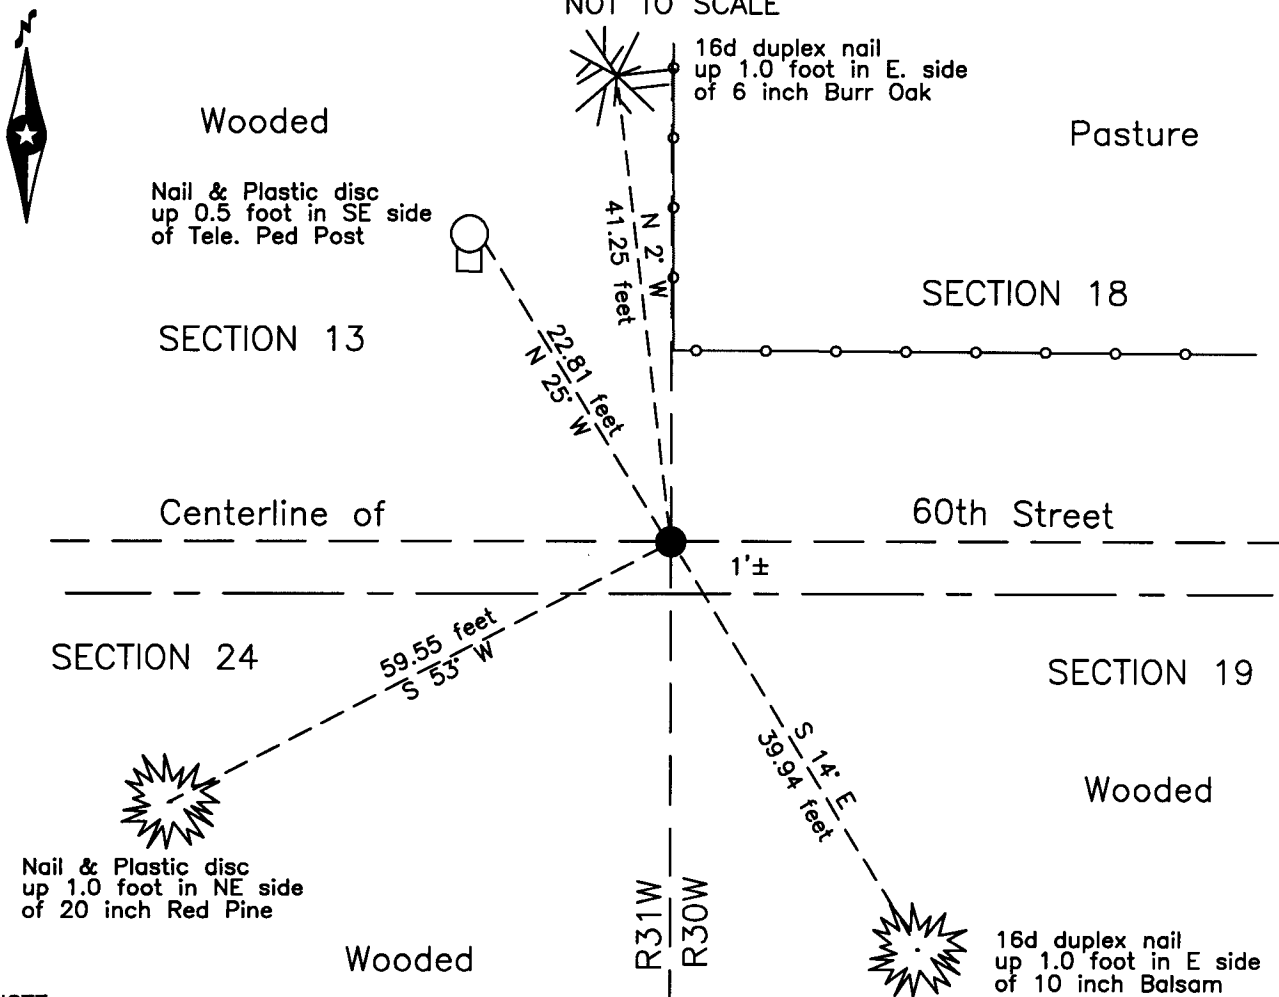 NOT TO SCALE
N
16d duplex nail
up 1.0 foot in E. side
of 6 inch Burr Oak
Wooded
Pasture
Nail & Plastic disc
up 0.5 foot in SE side
of Tele. Ped Post
N 2° W
41.25 feet
SECTION 18
SECTION 13
22.81 feet
N 25° W
Centerline of
60th Street
1'±
59.55 feet
S 53° W
SECTION 24
SECTION 19
S 14° E
39.94 feet
Wooded
Nail & Plastic disc
up 1.0 foot in NE side
of 20 inch Red Pine
R31W
R30W
Wooded
16d duplex nail
up 1.0 foot in E side
of 10 inch Balsam